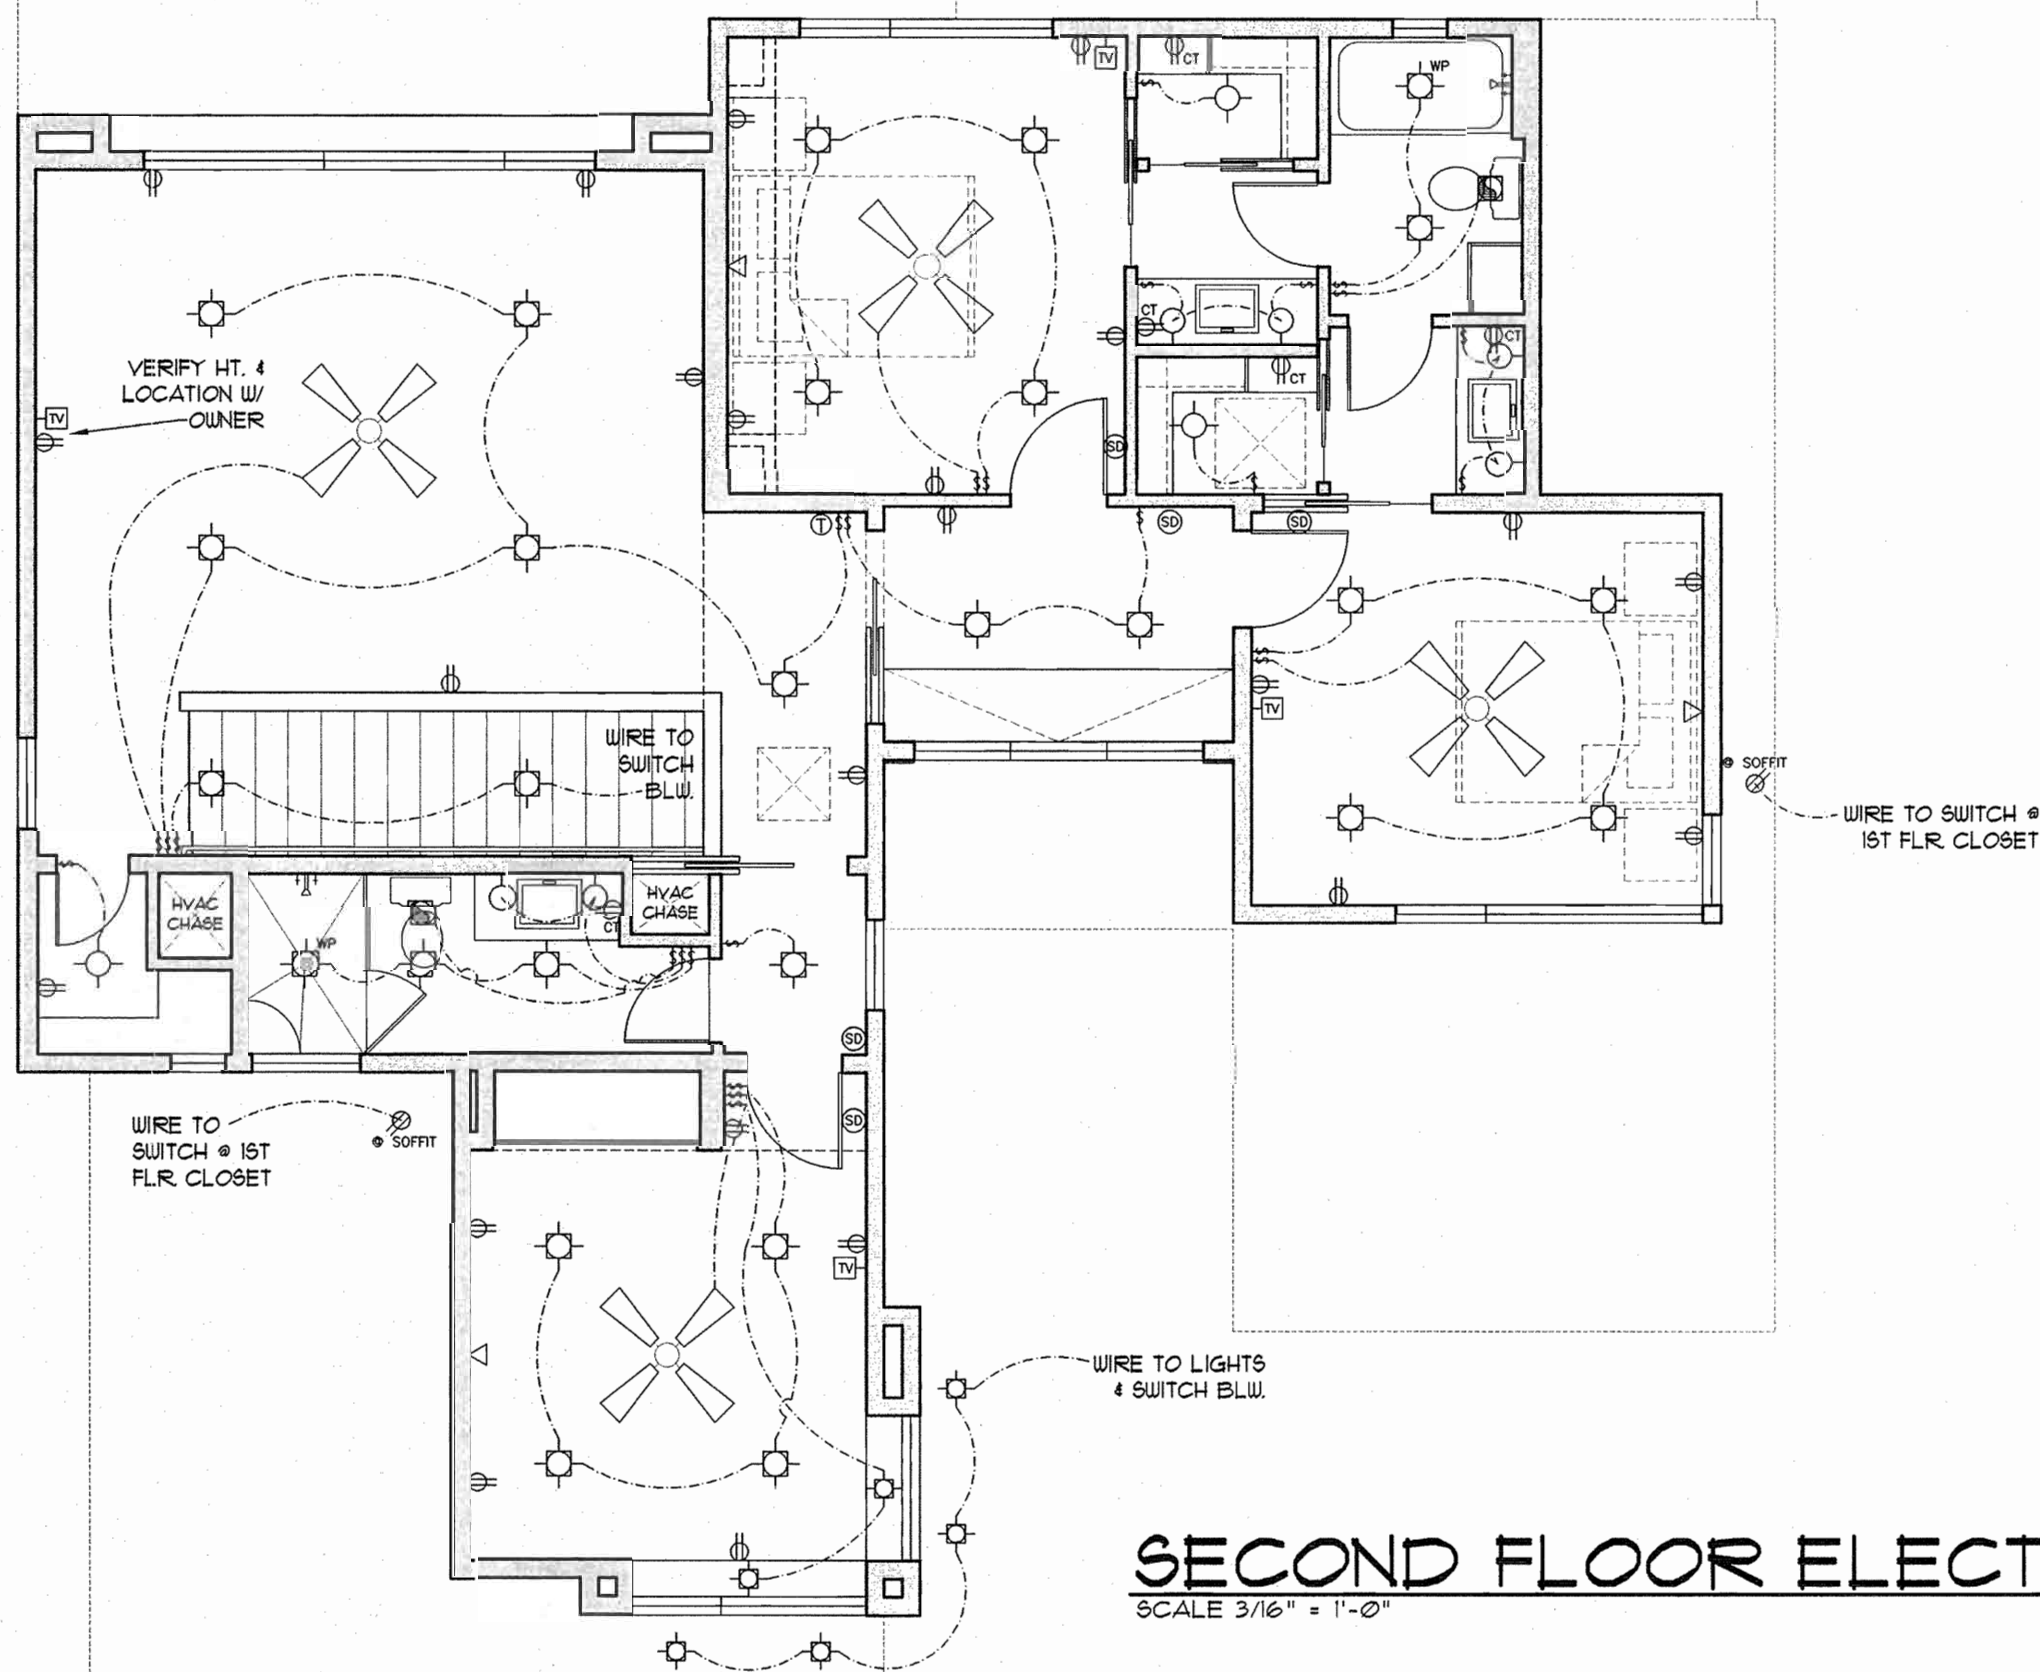 TV
CT
WP
VERIFY HT. &
LOCATION W/
OWNER
TV
CT
CT
CT
SD
T
SD
SD
WIRE TO
SWITCH
BLW.
TV
@ SOFFIT
WIRE TO SWITCH @
1ST FLR. CLOSET
HVAC
CHASE
HVAC
CHASE
CT
WP
SD
SD
WIRE TO
SWITCH @ 1ST
FLR. CLOSET
@ SOFFIT
TV
WIRE TO LIGHTS
& SWITCH BLW.
SECOND FLOOR ELECT
SCALE 3/16" = 1'-0"